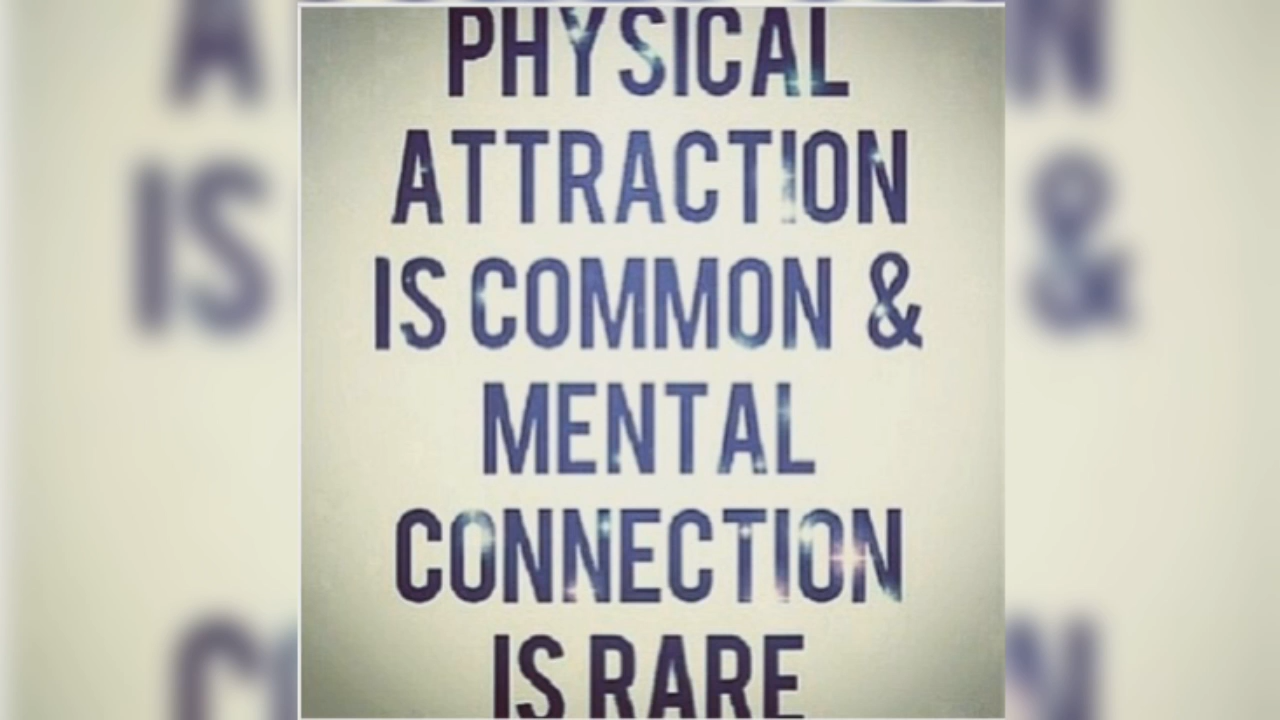 PHYSICAL
ATTRACTION
IS COMMON &
MENTAL
CONNECTION
IS RARE